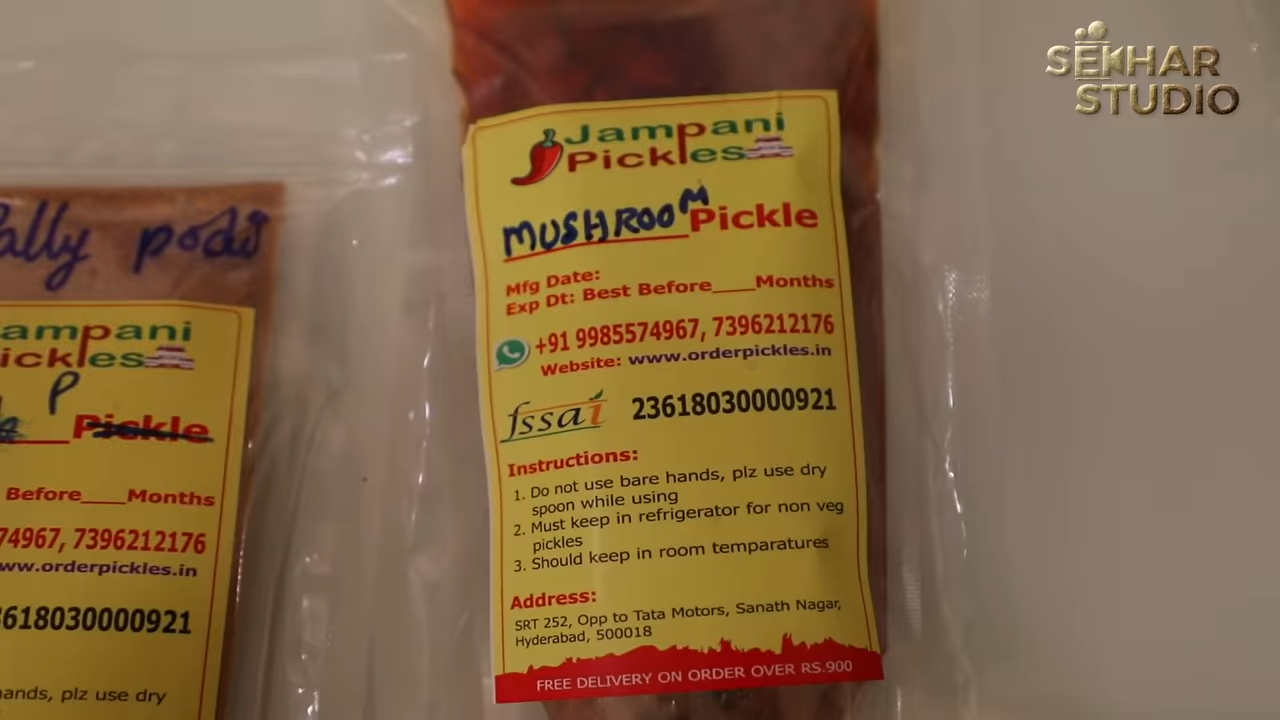 SEKHAR
STUDIO
Pally podi
ampani
ickles
P
Pickle
Before____Months
74967, 7396212176
ww.orderpickles.in
3618030000921
ands, plz use dry
Jampani
Pickles
MUSHROOM Pickle
Mfg Date:
Exp Dt: Best Before____Months
+91 9985574967, 7396212176
Website: www.orderpickles.in
fssai 23618030000921
Instructions:
1. Do not use bare hands, plz use dry
spoon while using
2. Must keep in refrigerator for non veg
pickles
3. Should keep in room temparatures
Address:
SRT 252, Opp to Tata Motors, Sanath Nagar,
Hyderabad, 500018
FREE DELIVERY ON ORDER OVER RS.900